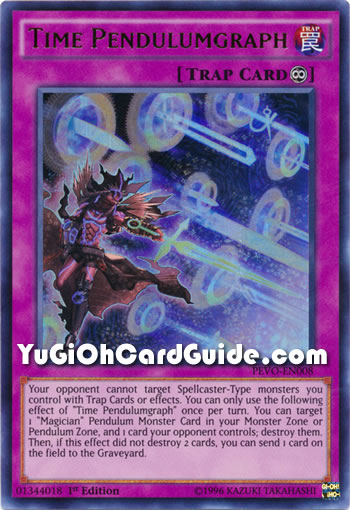 TIME PENDULUMGRAPH
TRAP
罠
[TRAP CARD]
PEVO-EN008
YuGiOhCardGuide.com
Your opponent cannot target Spellcaster-Type monsters you
control with Trap Cards or effects. You can only use the following
effect of "Time Pendulumgraph" once per turn. You can target
1 "Magician" Pendulum Monster Card in your Monster Zone or
Pendulum Zone, and 1 card your opponent controls; destroy them.
Then, if this effect did not destroy 2 cards, you can send 1 card on
the field to the Graveyard.
01344018 1st Edition ©1996 KAZUKI TAKAHASHI